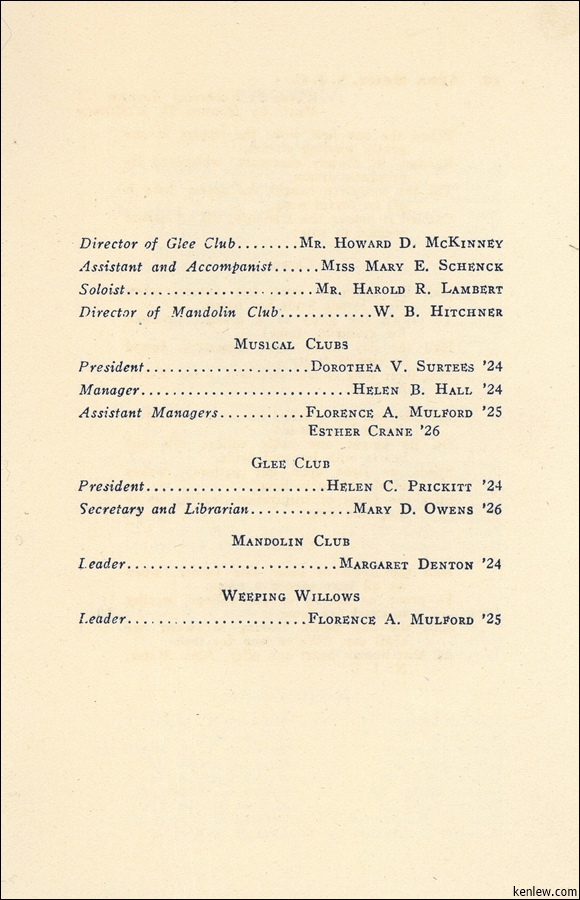 Director of Glee Club........Mr. Howard D. McKinney
Assistant and Accompanist......Miss Mary E. Schenck
Soloist.......................Mr. Harold R. Lambert
Director of Mandolin Club............W. B. Hitchner
Musical Clubs
President....................Dorothea V. Surtees '24
Manager..........................Helen B. Hall '24
Assistant Managers...........Florence A. Mulford '25
Esther Crane '26
Glee Club
President......................Helen C. Prickitt '24
Secretary and Librarian.............Mary D. Owens '26
Mandolin Club
Leader..........................Margaret Denton '24
Weeping Willows
Leader......................Florence A. Mulford '25
kenlew.com